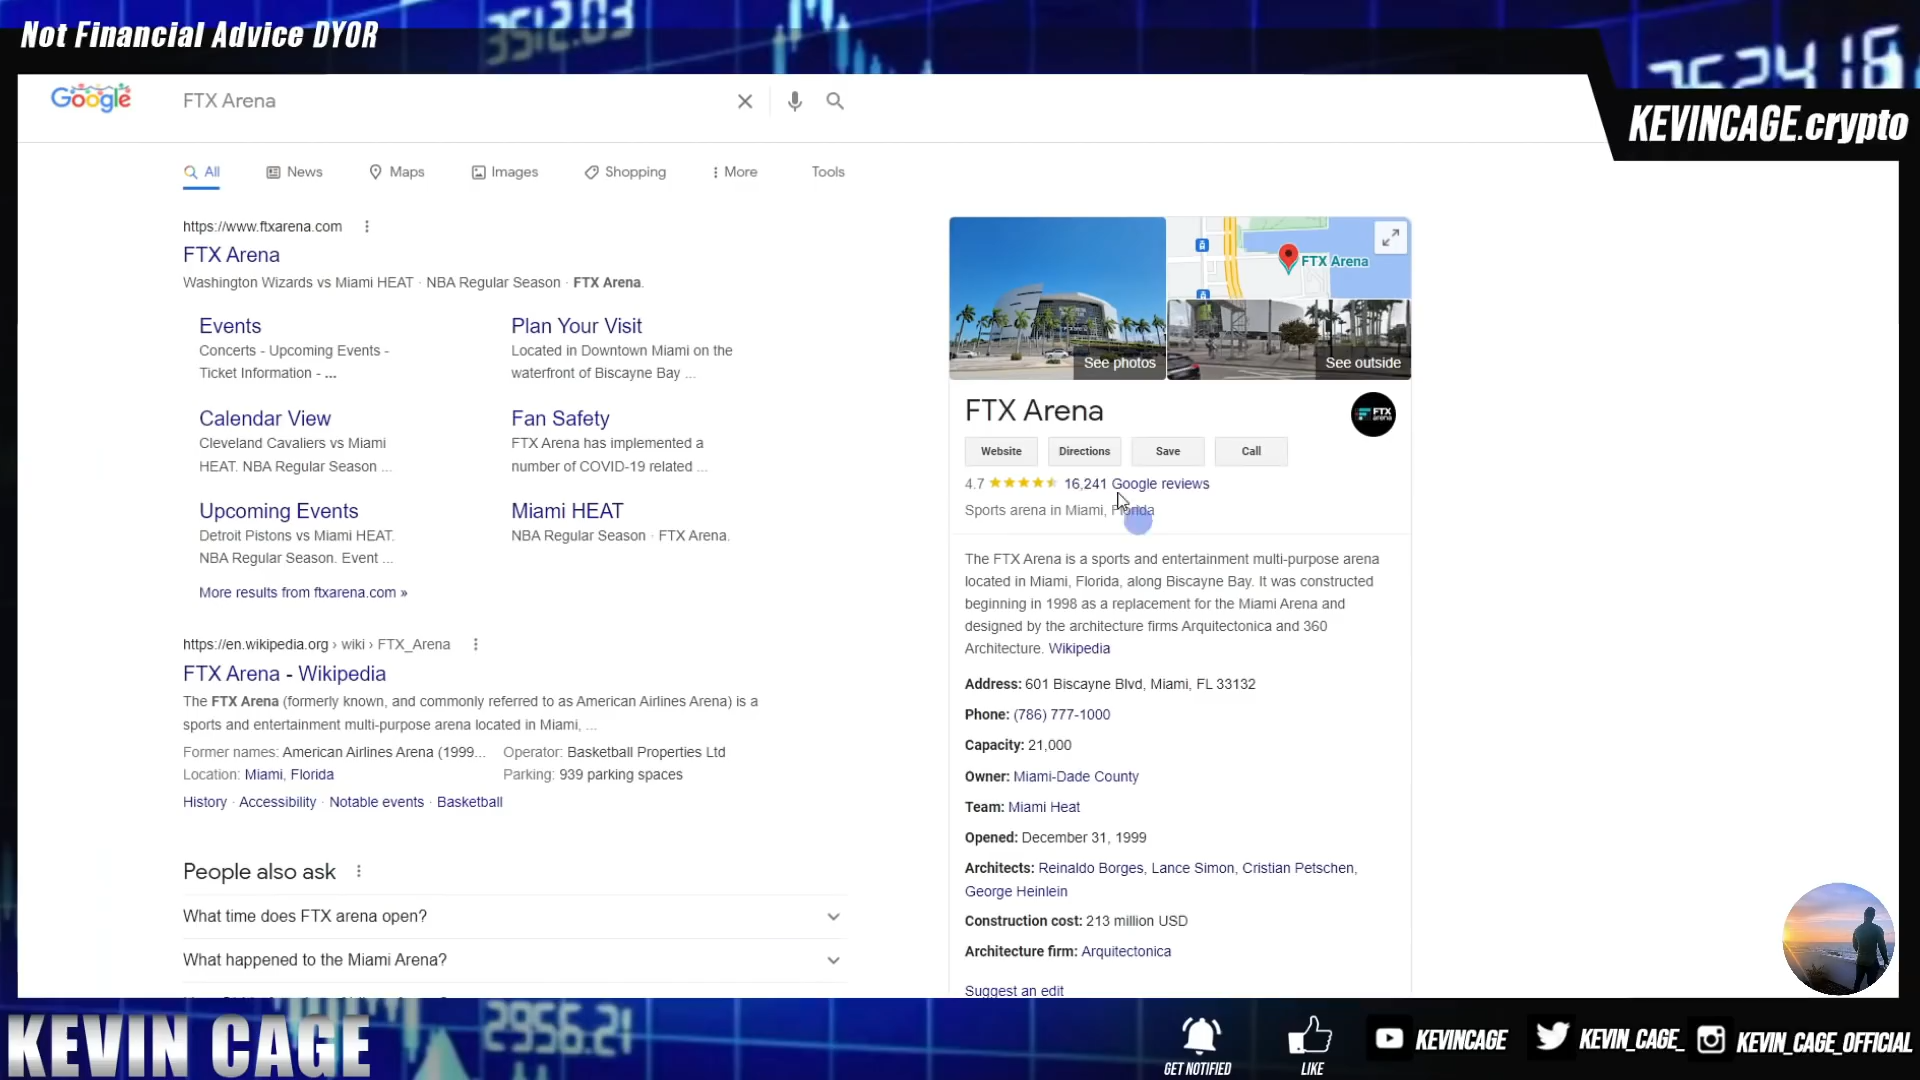 Not Financial Advice DYOR
3512.03
KEVINCAGE.crypto
Google
FTX Arena
All
News
Maps
Images
Shopping
More
Tools
https://www.ftxarena.com
FTX Arena
Washington Wizards vs Miami HEAT · NBA Regular Season · FTX Arena.
Events
Concerts - Upcoming Events -
Ticket Information - ...
Plan Your Visit
Located in Downtown Miami on the
waterfront of Biscayne Bay ...
Calendar View
Cleveland Cavaliers vs Miami
HEAT. NBA Regular Season ...
Fan Safety
FTX Arena has implemented a
number of COVID-19 related ...
Upcoming Events
Detroit Pistons vs Miami HEAT.
NBA Regular Season. Event ...
Miami HEAT
NBA Regular Season · FTX Arena.
More results from ftxarena.com »
https://en.wikipedia.org › wiki › FTX_Arena
FTX Arena - Wikipedia
The FTX Arena (formerly known, and commonly referred to as American Airlines Arena) is a
sports and entertainment multi-purpose arena located in Miami, ...
Former names: American Airlines Arena (1999...
Operator: Basketball Properties Ltd
Location: Miami, Florida
Parking: 939 parking spaces
History · Accessibility · Notable events · Basketball
People also ask
What time does FTX arena open?
What happened to the Miami Arena?
FTX Arena
See photos
See outside
FTX Arena
FTX
arena
Website
Directions
Save
Call
4.7
16,241 Google reviews
Sports arena in Miami, Florida
The FTX Arena is a sports and entertainment multi-purpose arena
located in Miami, Florida, along Biscayne Bay. It was constructed
beginning in 1998 as a replacement for the Miami Arena and
designed by the architecture firms Arquitectonica and 360
Architecture. Wikipedia
Address: 601 Biscayne Blvd, Miami, FL 33132
Phone: (786) 777-1000
Capacity: 21,000
Owner: Miami-Dade County
Team: Miami Heat
Opened: December 31, 1999
Architects: Reinaldo Borges, Lance Simon, Cristian Petschen,
George Heinlein
Construction cost: 213 million USD
Architecture firm: Arquitectonica
Suggest an edit
KEVIN CAGE
2956.21
GET NOTIFIED
LIKE
KEVINCAGE
KEVIN_CAGE_
KEVIN_CAGE_OFFICIAL